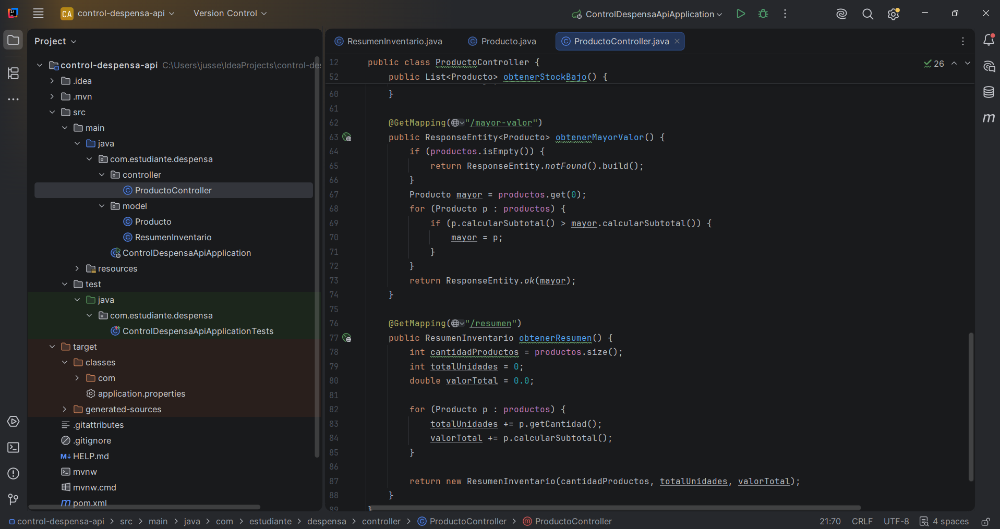 CA control-despensa-api Version Control ControlDespensaApiApplication
Project
control-despensa-api C:\Users\jusse\IdeaProjects\control-de
.idea
.mvn
src
main
java
com.estudiante.despensa
controller
ProductoController
model
Producto
ResumenInventario
ControlDespensaApiApplication
resources
test
java
com.estudiante.despensa
ControlDespensaApiApplicationTests
target
classes
com
application.properties
generated-sources
.gitattributes
.gitignore
M↓ HELP.md
mvnw
mvnw.cmd
m pom.xml
ResumenInventario.java Producto.java ProductoController.java
26
12 public class ProductoController {
52 public List<Producto> obtenerStockBajo() {
60 }
61
62 @GetMapping("/mayor-valor")
63 public ResponseEntity<Producto> obtenerMayorValor() {
64 if (productos.isEmpty()) {
65 return ResponseEntity.notFound().build();
66 }
67 Producto mayor = productos.get(0);
68 for (Producto p : productos) {
69 if (p.calcularSubtotal() > mayor.calcularSubtotal()) {
70 mayor = p;
71 }
72 }
73 return ResponseEntity.ok(mayor);
74 }
75
76 @GetMapping("/resumen")
77 public ResumenInventario obtenerResumen() {
78 int cantidadProductos = productos.size();
79 int totalUnidades = 0;
80 double valorTotal = 0.0;
81
82 for (Producto p : productos) {
83 totalUnidades += p.getCantidad();
84 valorTotal += p.calcularSubtotal();
85 }
86
87 return new ResumenInventario(cantidadProductos, totalUnidades, valorTotal);
88 }
89 }
m
control-despensa-api > src > main > java > com > estudiante > despensa > controller > ProductoController > ProductoController 21:70 CRLF UTF-8 4 spaces